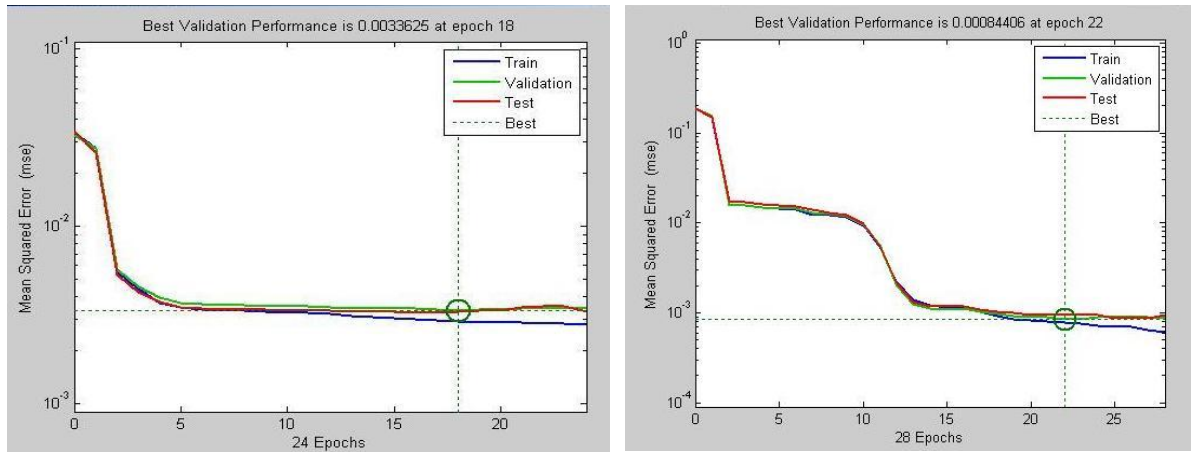 Best Validation Performance is 0.0033625 at epoch 18
10^-1
10^-2
10^-3
Mean Squared Error (mse)
Train
Validation
Test
Best
0 5 10 15 20
24 Epochs
Best Validation Performance is 0.00084406 at epoch 22
10^0
10^-1
10^-2
10^-3
10^-4
Mean Squared Error (mse)
Train
Validation
Test
Best
0 5 10 15 20 25
28 Epochs